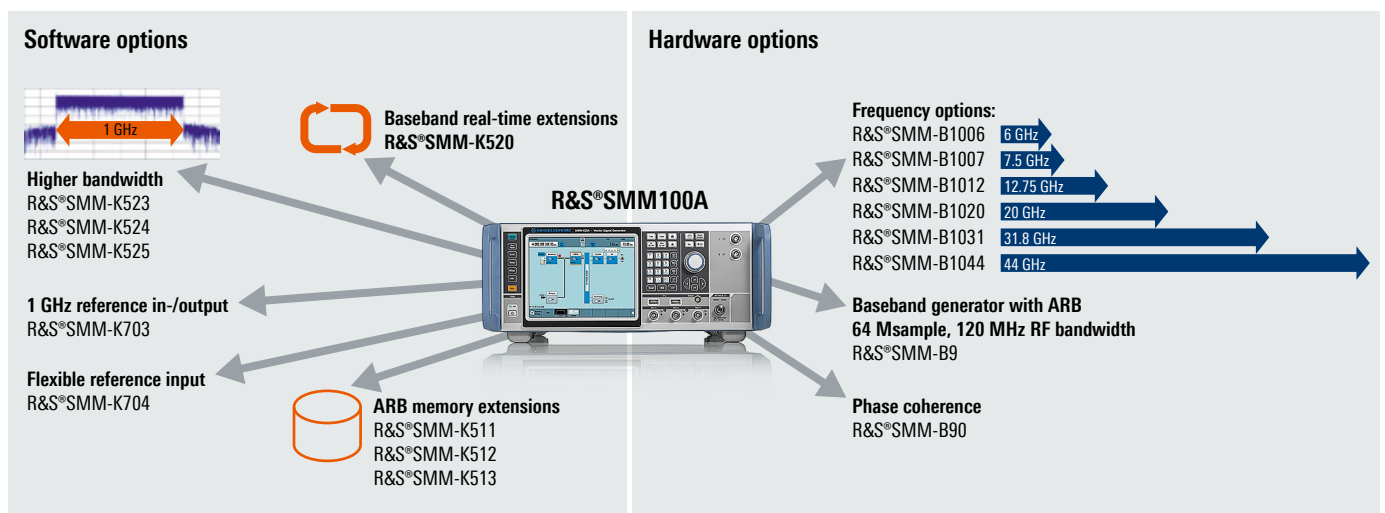 Software options
1 GHz
Higher bandwidth
R&S®SMM-K523
R&S®SMM-K524
R&S®SMM-K525
1 GHz reference in-/output
R&S®SMM-K703
Flexible reference input
R&S®SMM-K704
Baseband real-time extensions
R&S®SMM-K520
ARB memory extensions
R&S®SMM-K511
R&S®SMM-K512
R&S®SMM-K513
R&S®SMM100A
Hardware options
Frequency options:
R&S®SMM-B1006 6 GHz
R&S®SMM-B1007 7.5 GHz
R&S®SMM-B1012 12.75 GHz
R&S®SMM-B1020 20 GHz
R&S®SMM-B1031 31.8 GHz
R&S®SMM-B1044 44 GHz
Baseband generator with ARB
64 Msample, 120 MHz RF bandwidth
R&S®SMM-B9
Phase coherence
R&S®SMM-B90